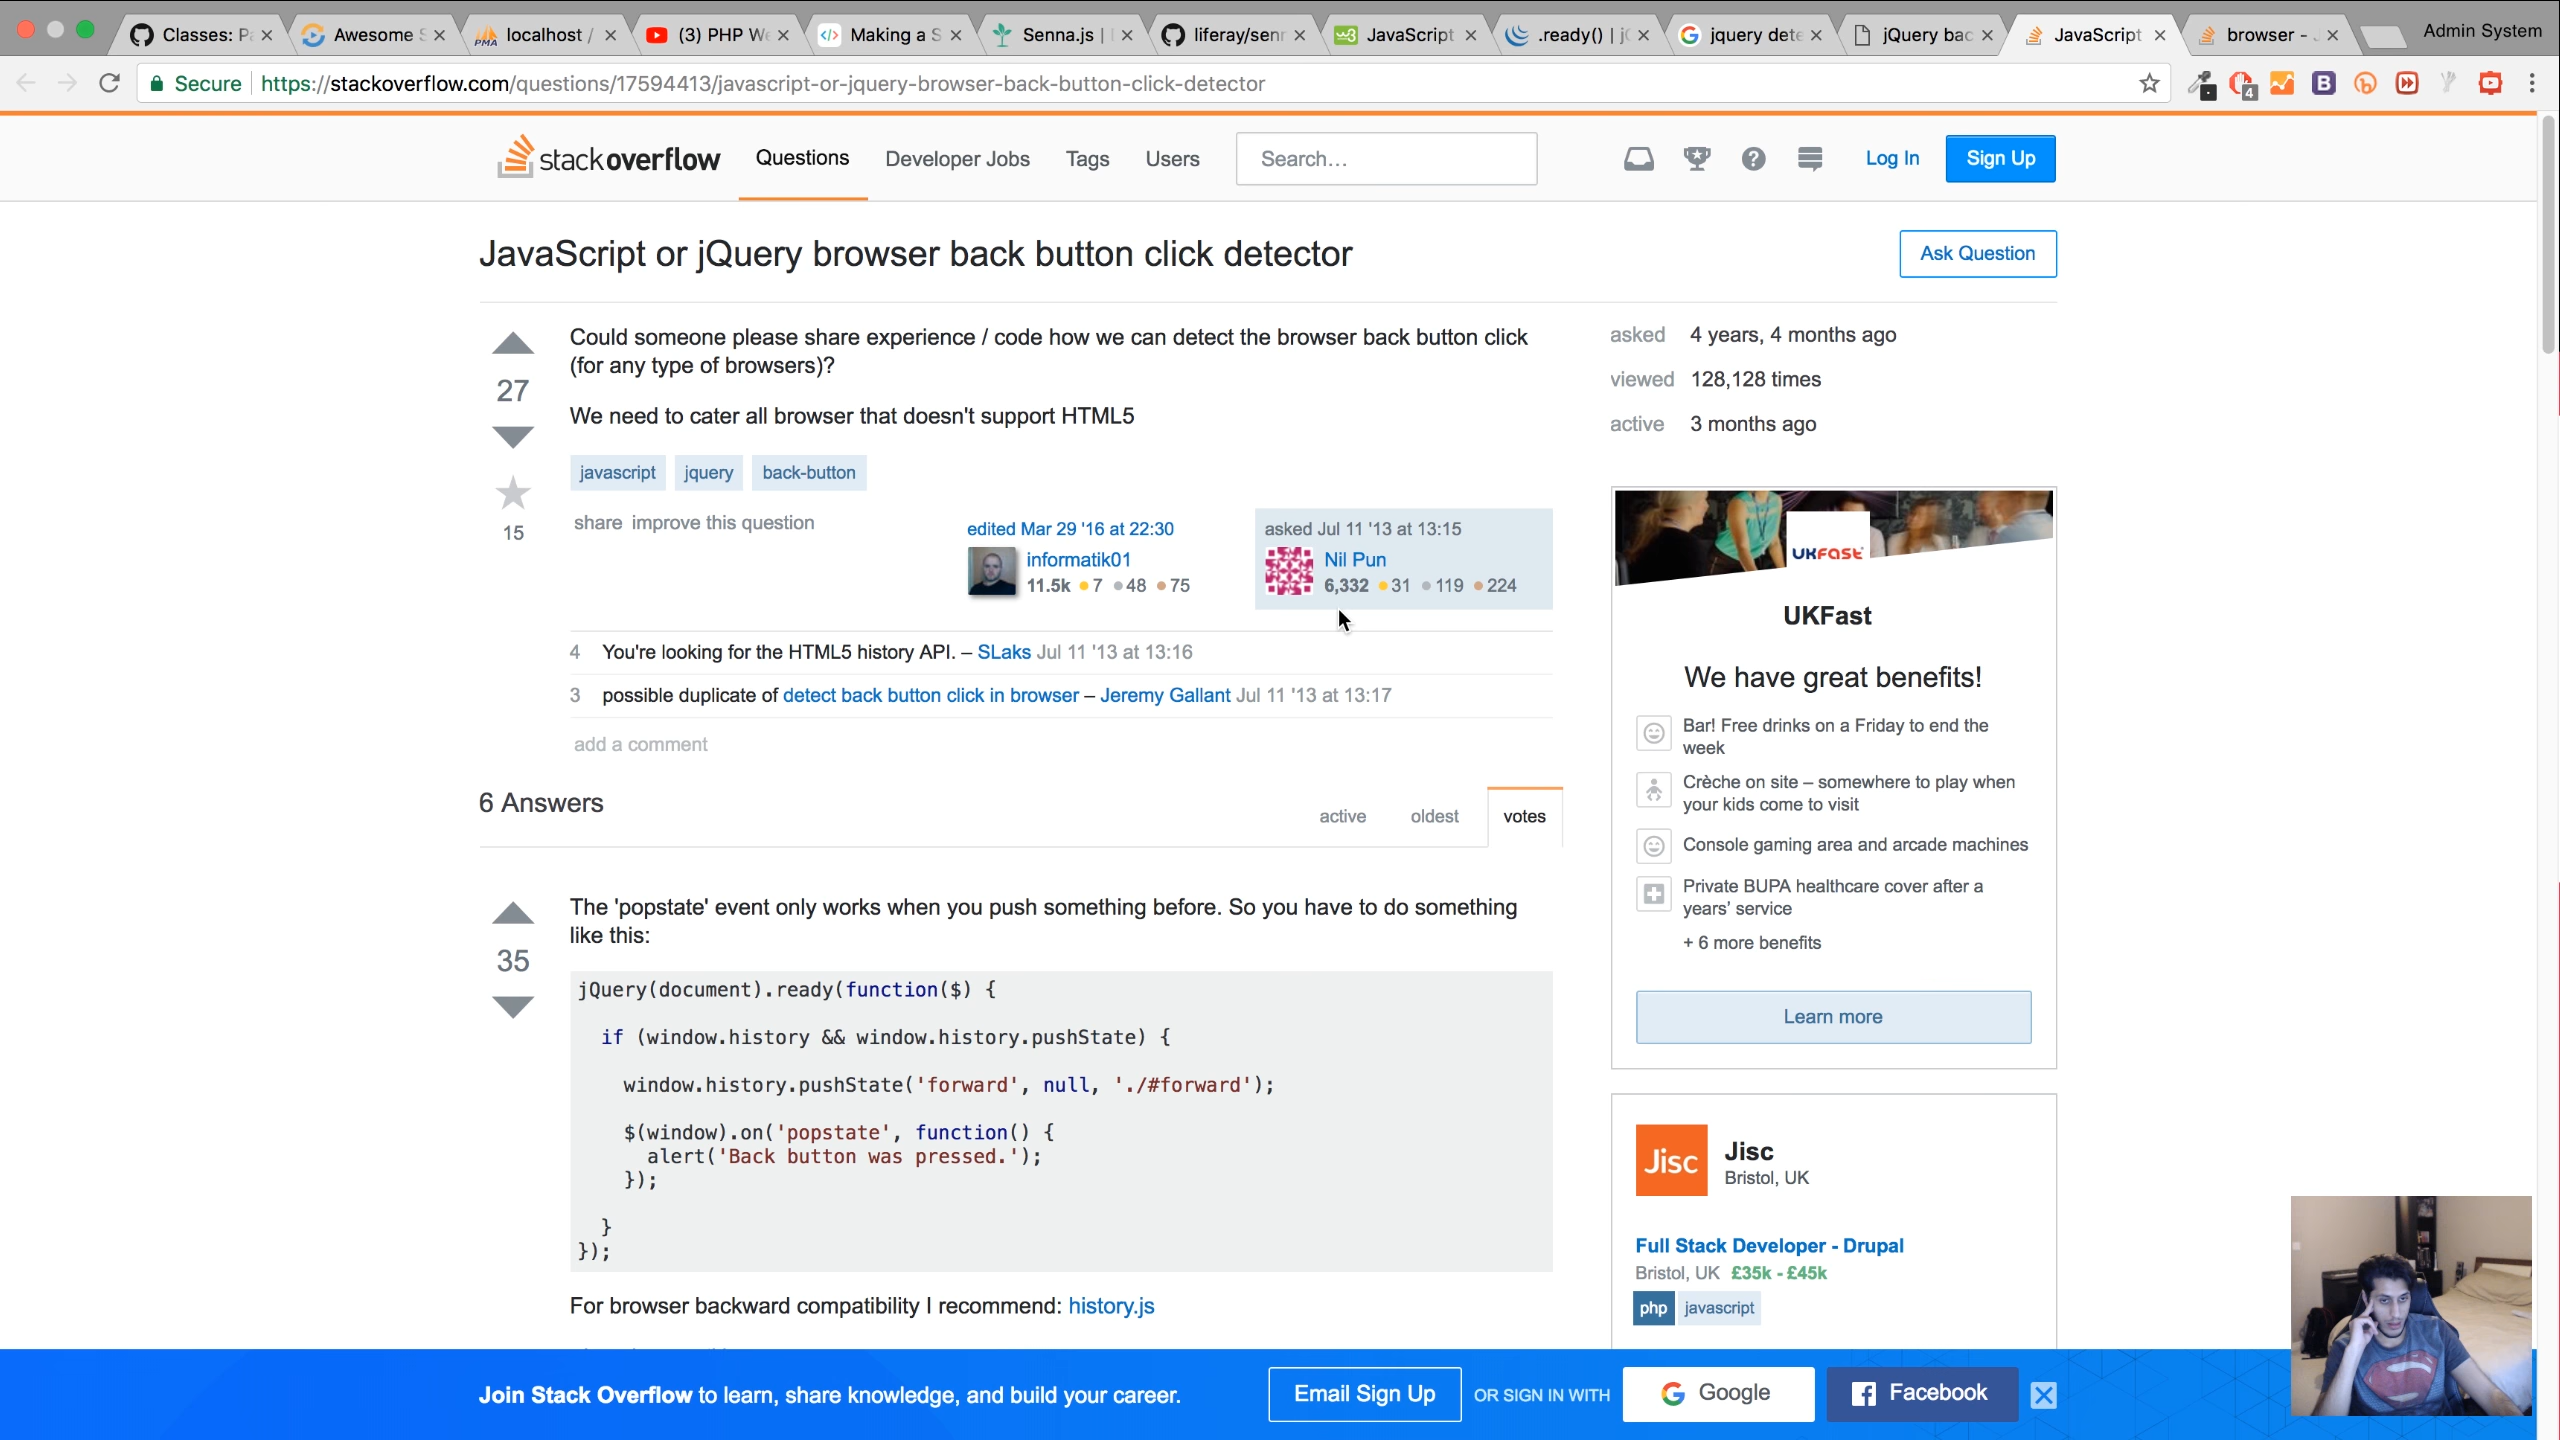 Classes: P
Awesome S
PMA localhost /
(3) PHP We
Making a S
Senna.js |
liferay/senn
w3 JavaScript
.ready() | j
jquery dete
jQuery bac
JavaScript
browser -
Admin System
Secure https://stackoverflow.com/questions/17594413/javascript-or-jquery-browser-back-button-click-detector
4
B
stackoverflow Questions Developer Jobs Tags Users Search... ? Log In Sign Up
JavaScript or jQuery browser back button click detector
Ask Question
27
Could someone please share experience / code how we can detect the browser back button click
(for any type of browsers)?
We need to cater all browser that doesn't support HTML5
15
javascript jquery back-button
share improve this question
edited Mar 29 '16 at 22:30
informatik01
11.5k 7 48 75
asked Jul 11 '13 at 13:15
Nil Pun
6,332 31 119 224
4 You're looking for the HTML5 history API. – SLaks Jul 11 '13 at 13:16
3 possible duplicate of detect back button click in browser – Jeremy Gallant Jul 11 '13 at 13:17
add a comment
asked 4 years, 4 months ago
viewed 128,128 times
active 3 months ago
6 Answers
active oldest votes
35
The 'popstate' event only works when you push something before. So you have to do something
like this:
jQuery(document).ready(function($) {
if (window.history && window.history.pushState) {
window.history.pushState('forward', null, './#forward');
$(window).on('popstate', function() {
alert('Back button was pressed.');
});
}
});
For browser backward compatibility I recommend: history.js
UKFAST
UKFast
We have great benefits!
Bar! Free drinks on a Friday to end the
week
Crèche on site – somewhere to play when
your kids come to visit
Console gaming area and arcade machines
Private BUPA healthcare cover after a
years' service
+ 6 more benefits
Learn more
Jisc
Jisc
Bristol, UK
Full Stack Developer - Drupal
Bristol, UK £35k - £45k
php javascript
Join Stack Overflow to learn, share knowledge, and build your career.
Email Sign Up OR SIGN IN WITH Google Facebook